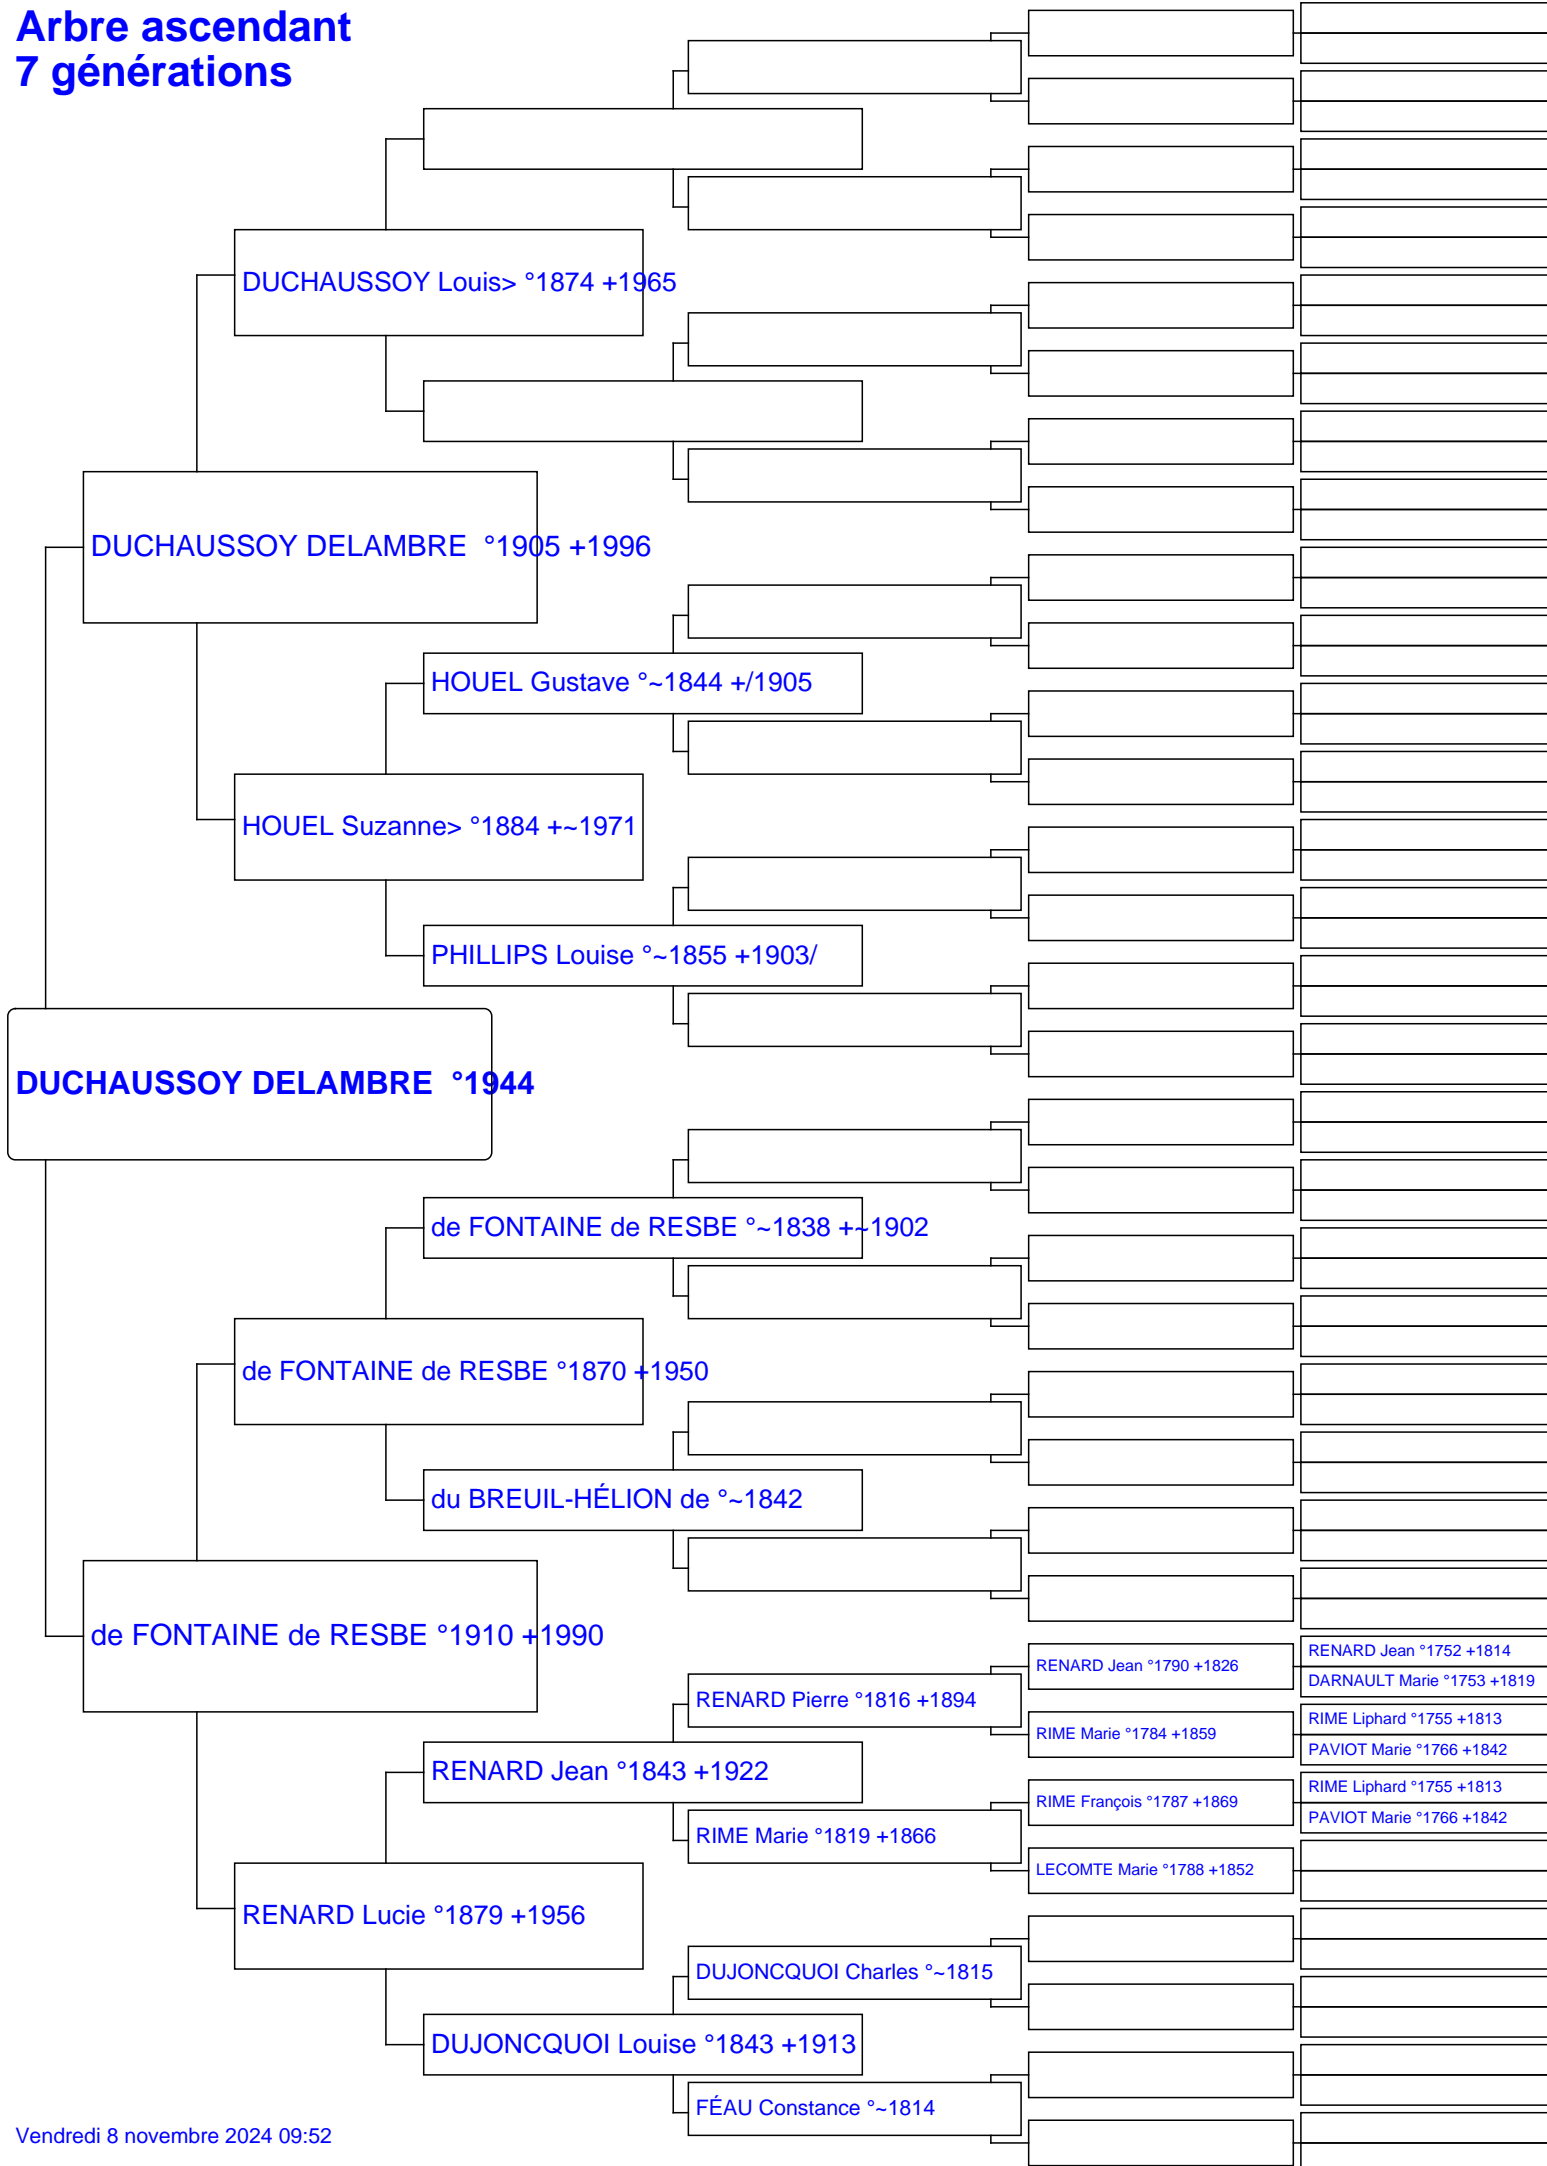 Arbre ascendant
7 générations
DUCHAUSSOY Louis> °1874 +1965
DUCHAUSSOY DELAMBRE  °1905 +1996
HOUEL Gustave °~1844 +/1905
HOUEL Suzanne> °1884 +~1971
PHILLIPS Louise °~1855 +1903/
DUCHAUSSOY DELAMBRE  °1944
de FONTAINE de RESBE °~1838 +~1902
de FONTAINE de RESBE °1870 +1950
du BREUIL-HÉLION de °~1842
de FONTAINE de RESBE °1910 +1990
RENARD Jean °1752 +1814
RENARD Jean °1790 +1826
DARNAULT Marie °1753 +1819
RENARD Pierre °1816 +1894
RIME Liphard °1755 +1813
RIME Marie °1784 +1859
PAVIOT Marie °1766 +1842
RENARD Jean °1843 +1922
RIME Liphard °1755 +1813
RIME François °1787 +1869
PAVIOT Marie °1766 +1842
RIME Marie °1819 +1866
LECOMTE Marie °1788 +1852
RENARD Lucie °1879 +1956
DUJONCQUOI Charles °~1815
DUJONCQUOI Louise °1843 +1913
FÉAU Constance °~1814
Vendredi 8 novembre 2024 09:52